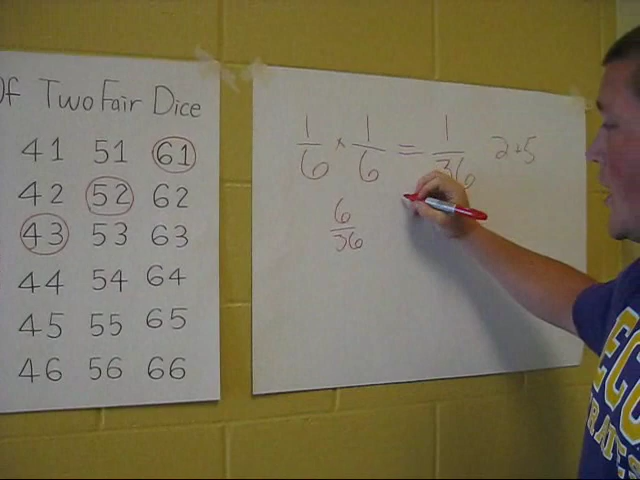 Of Two Fair Dice
41 51 61
42 52 62
43 53 63
44 54 64
45 55 65
46 56 66
1/6 × 1/6 = 1/36 2+5
6/36
ECU